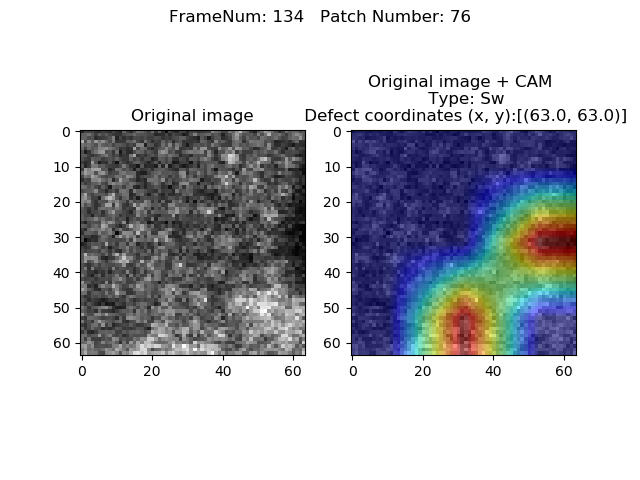 FrameNum: 134   Patch Number: 76
Original image
0
10
20
30
40
50
60
0 20 40 60
Original image + CAM
Type: Sw
Defect coordinates (x, y):[(63.0, 63.0)]
0
10
20
30
40
50
60
0 20 40 60